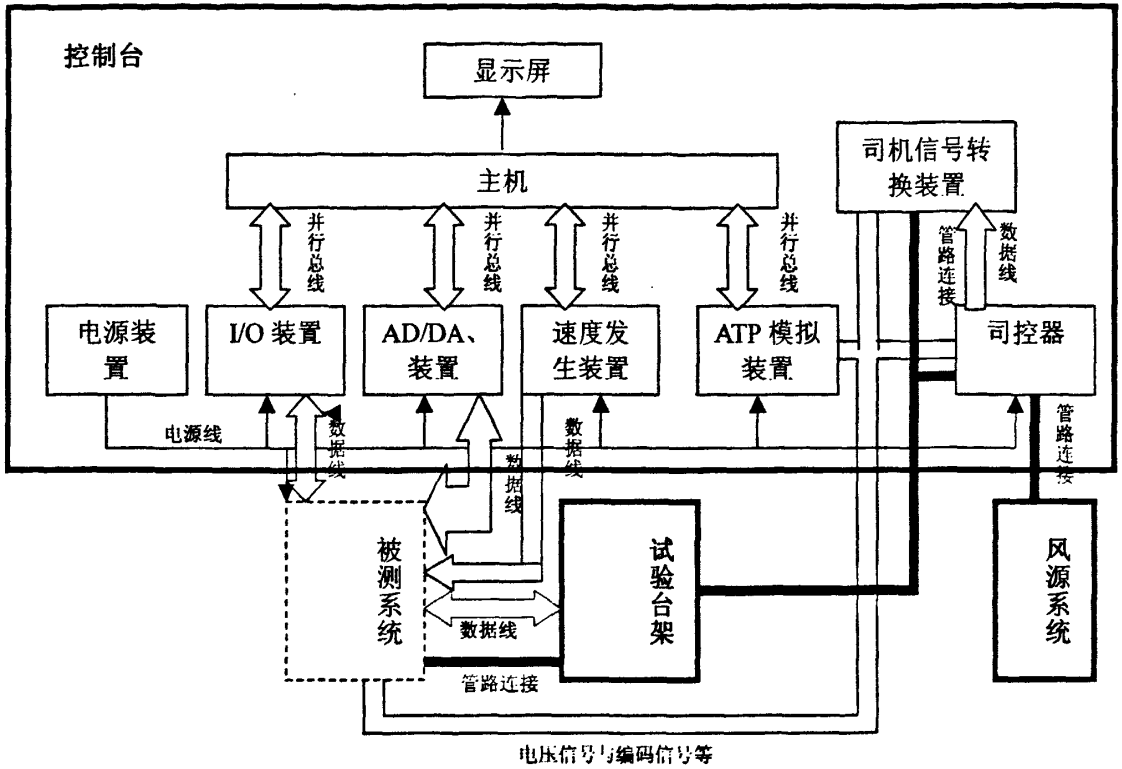 控制台
显示屏
司机信号转
换装置
主机
并行总线
并行总线
并行总线
并行总线
管路连接
数据线
电源装
置
I/O 装置
AD/DA、
装置
速度发
生装置
ATP 模拟
装置
司控器
电源线
数据线
数据线
数据线
管路连接
被测系统
试验台架
风源系统
数据线
管路连接
电压信号与编码信号等